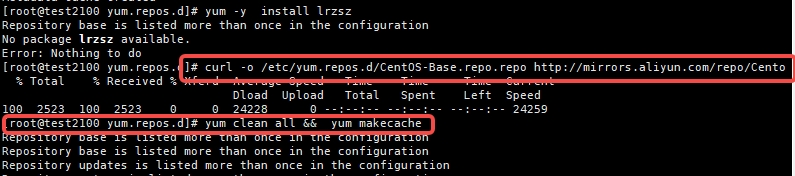 [root@test2100 yum.repos.d]# yum -y  install lrzsz
Repository base is listed more than once in the configuration
No package lrzsz available.
Error: Nothing to do
[root@test2100 yum.repos.d]# curl -o /etc/yum.repos.d/CentOS-Base.repo.repo http://mirrors.aliyun.com/repo/Cento
% Total    % Received % Xferd  Average Speed   Time    Time     Time  Current
Dload  Upload   Total   Spent    Left  Speed
100  2523  100  2523    0     0  24228      0 --:--:-- --:--:-- --:--:-- 24259
[root@test2100 yum.repos.d]# yum clean all &&  yum makecache
Repository base is listed more than once in the configuration
Repository base is listed more than once in the configuration
Repository updates is listed more than once in the configuration